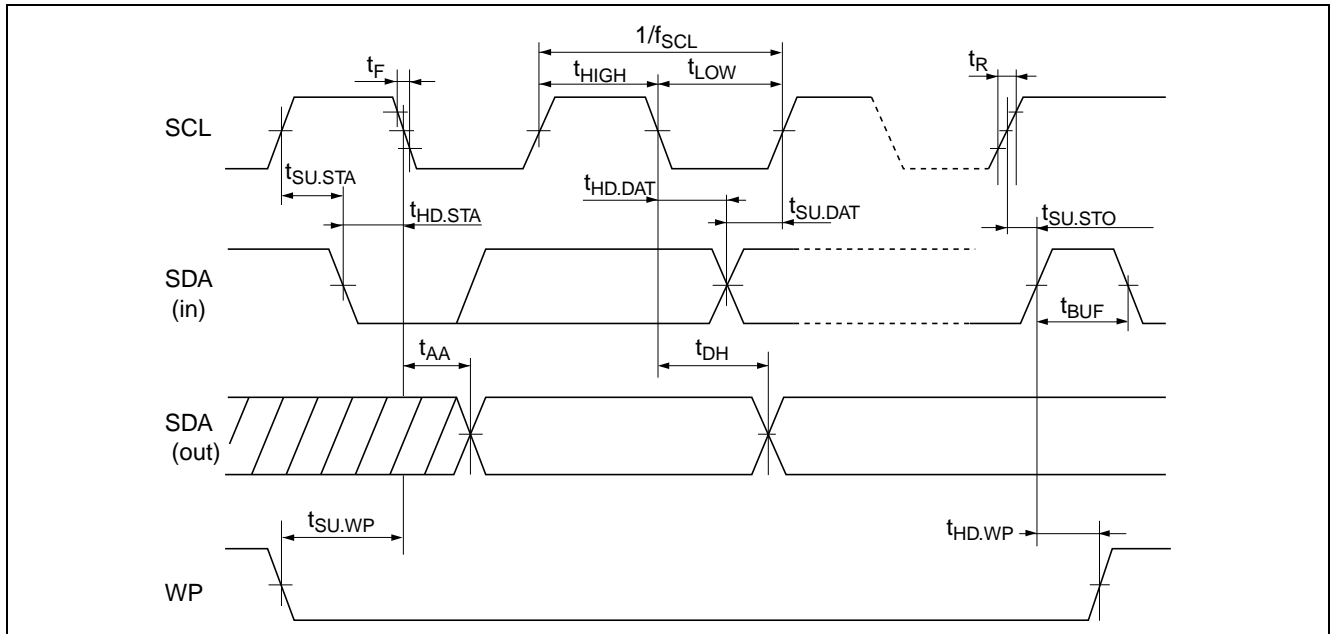 1/fSCL
tF
tHIGH
tLOW
tR
SCL
tSU.STA
tHD.STA
tHD.DAT
tSU.DAT
tSU.STO
SDA
(in)
tBUF
tAA
tDH
SDA
(out)
tSU.WP
tHD.WP
WP